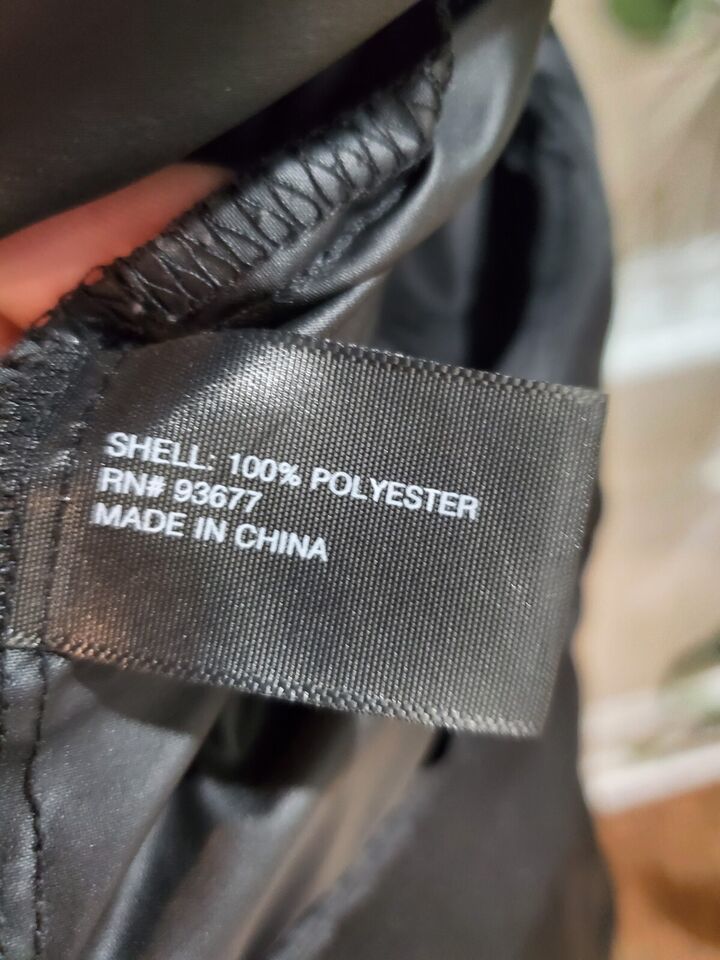 SHELL: 100% POLYESTER
RN# 93677
MADE IN CHINA